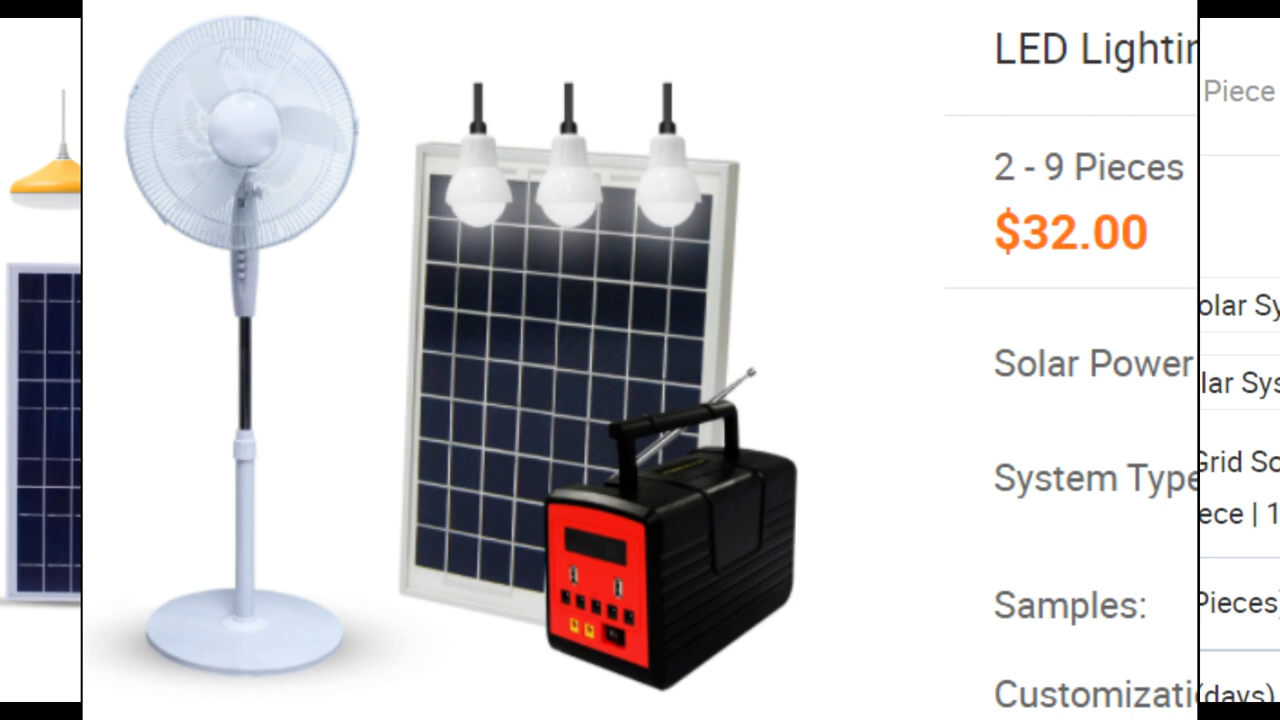 LED Lightin
2 - 9 Pieces
$32.00
Solar Power
System Type
Samples:
Customizati
Piece
olar Sy
lar Sys
Grid So
ece | 1
Pieces)
(days)